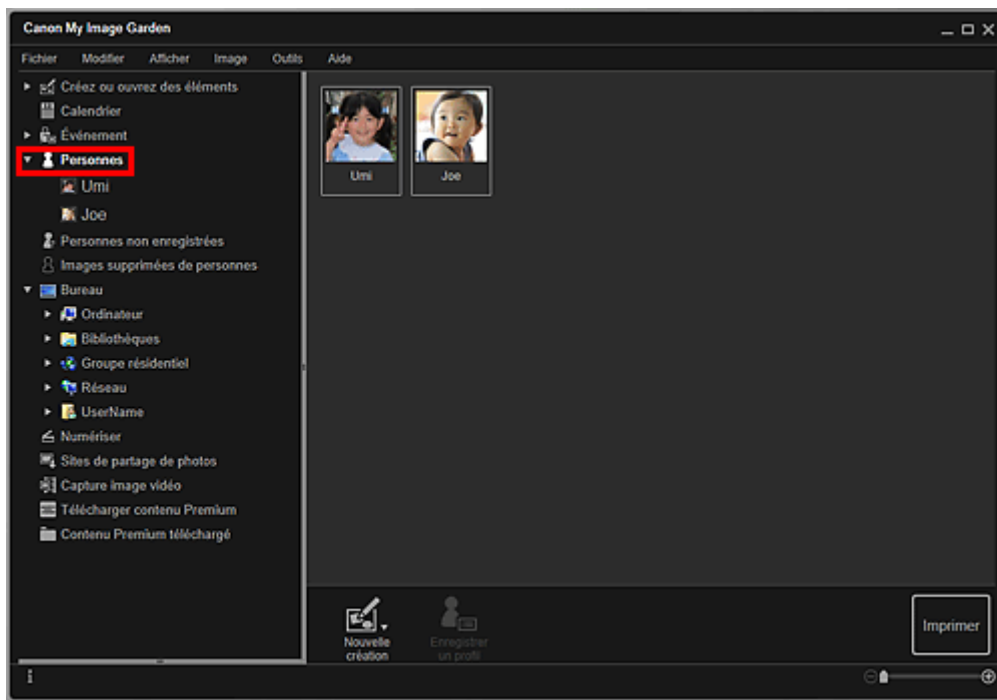 Canon My Image Garden
Fichier Modifier Afficher Image Outils Aide
Créez ou ouvrez des éléments
Calendrier
Événement
Personnes
Umi
Joe
Personnes non enregistrées
Images supprimées de personnes
Bureau
Ordinateur
Bibliothèques
Groupe résidentiel
Réseau
UserName
Numériser
Sites de partage de photos
Capture image vidéo
Télécharger contenu Premium
Contenu Premium téléchargé
Umi Joe
Nouvelle
création
Enregistrer
un profil
Imprimer